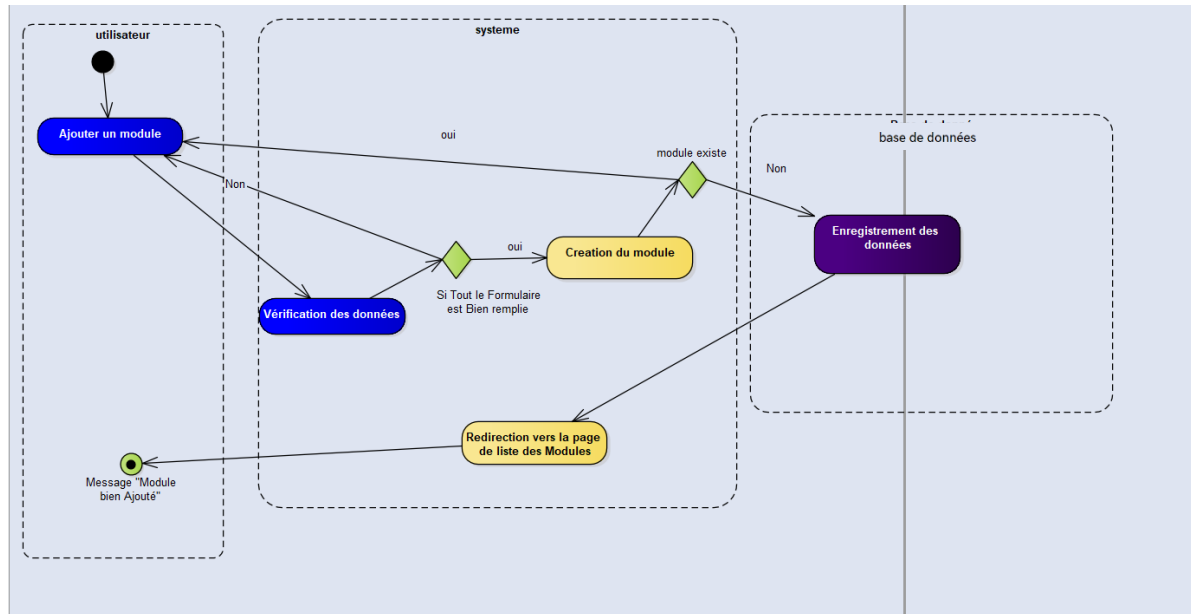 utilisateur
systeme
Ajouter un module
oui
module existe
base de données
Non
Non
Enregistrement des
données
oui
Creation du module
Si Tout le Formulaire
est Bien remplie
Vérification des données
Redirection vers la page
de liste des Modules
Message "Module
bien Ajouté"